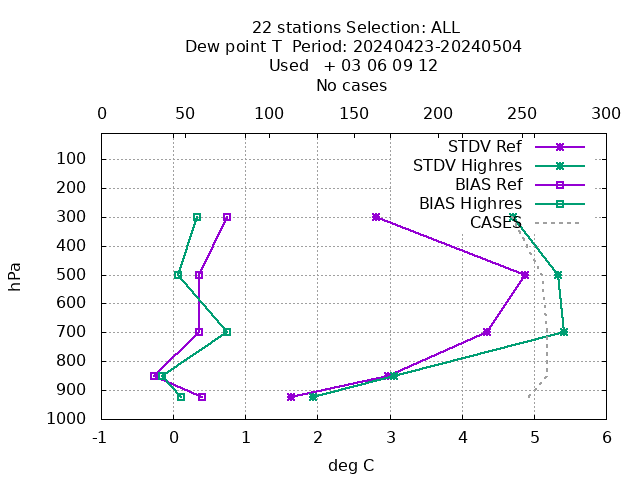 22 stations Selection: ALL
Dew point T  Period: 20240423-20240504
Used   + 03 06 09 12
No cases
0 50 100 150 200 250 300
STDV Ref
STDV Highres
BIAS Ref
BIAS Highres
CASES
100
200
300
400
500
600
700
800
900
1000
hPa
-1 0 1 2 3 4 5 6
deg C